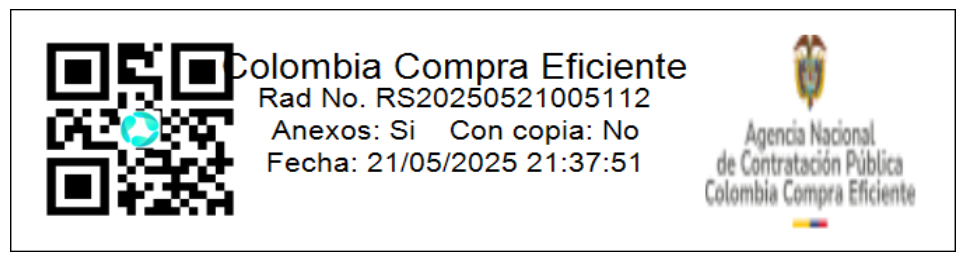 Colombia Compra Eficiente
Rad No. RS20250521005112
Anexos: Si Con copia: No
Fecha: 21/05/2025 21:37:51
Agencia Nacional
de Contratación Pública
Colombia Compra Eficiente